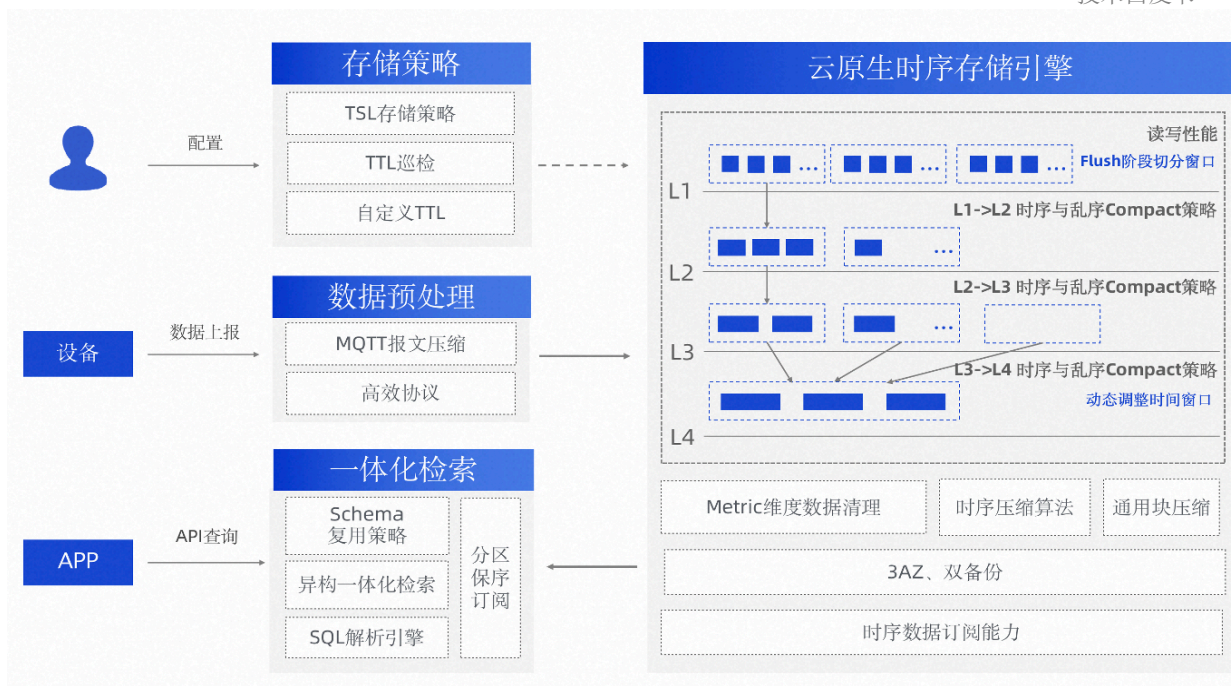 配置
存储策略
TSL存储策略
TTL巡检
自定义TTL
设备
数据上报
数据预处理
MQTT报文压缩
高效协议
APP
API查询
一体化检索
Schema
复用策略
异构一体化检索
SQL解析引擎
分区
保序
订阅
云原生时序存储引擎
读写性能
Flush阶段切分窗口
...
...
...
L1
L1->L2 时序与乱序Compact策略
...
L2
L2->L3 时序与乱序Compact策略
...
L3
L3->L4 时序与乱序Compact策略
动态调整时间窗口
L4
Metric维度数据清理
时序压缩算法
通用块压缩
3AZ、双备份
时序数据订阅能力